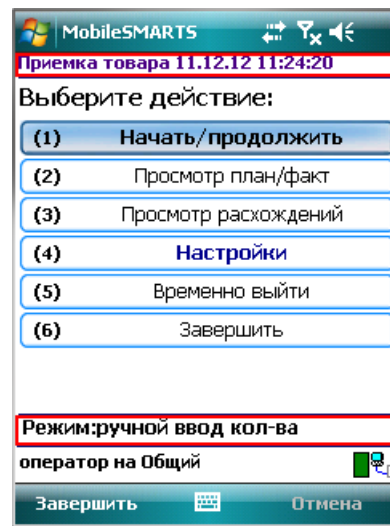 MobileSMARTS
Приемка товара 11.12.12 11:24:20
Выберите действие:
(1) Начать/продолжить
(2) Просмотр план/факт
(3) Просмотр расхождений
(4) Настройки
(5) Временно выйти
(6) Завершить
Режим:ручной ввод кол-ва
оператор на Общий
Завершить Отмена